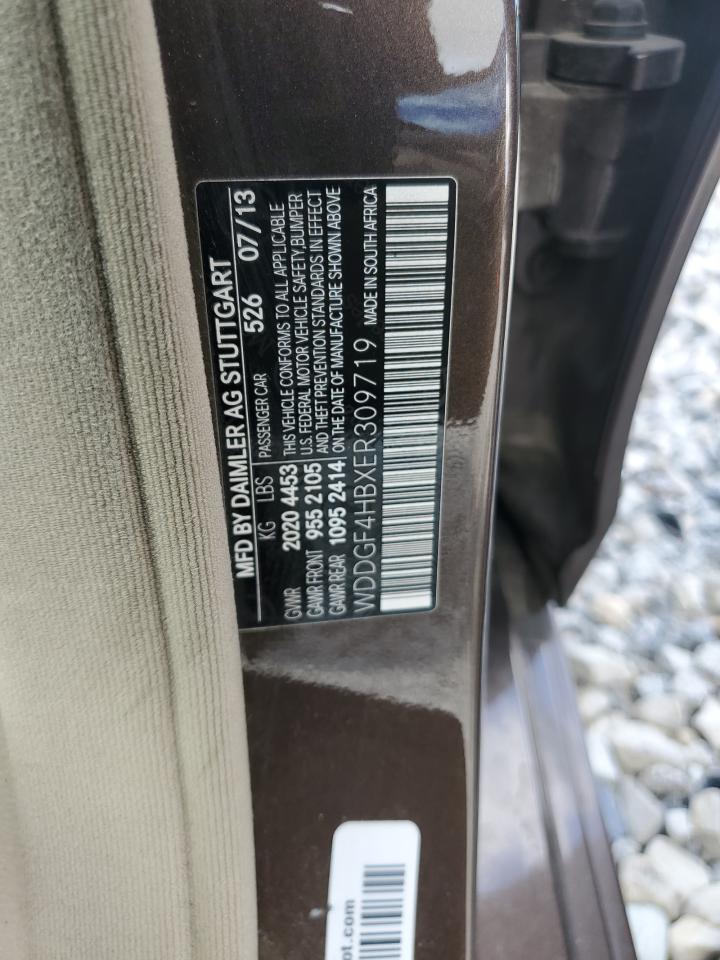 MFD BY DAIMLER AG STUTTGART
PASSENGER CAR 526 07/13
KG LBS
GVWR 2020 4453
GAWR FRONT 955 2105
GAWR REAR 1095 2414
THIS VEHICLE CONFORMS TO ALL APPLICABLE
U.S. FEDERAL MOTOR VEHICLE SAFETY,BUMPER
AND THEFT PREVENTION STANDARDS IN EFFECT
ON THE DATE OF MANUFACTURE SHOWN ABOVE
WDDGF4HBXER309719 MADE IN SOUTH AFRICA
pt.com